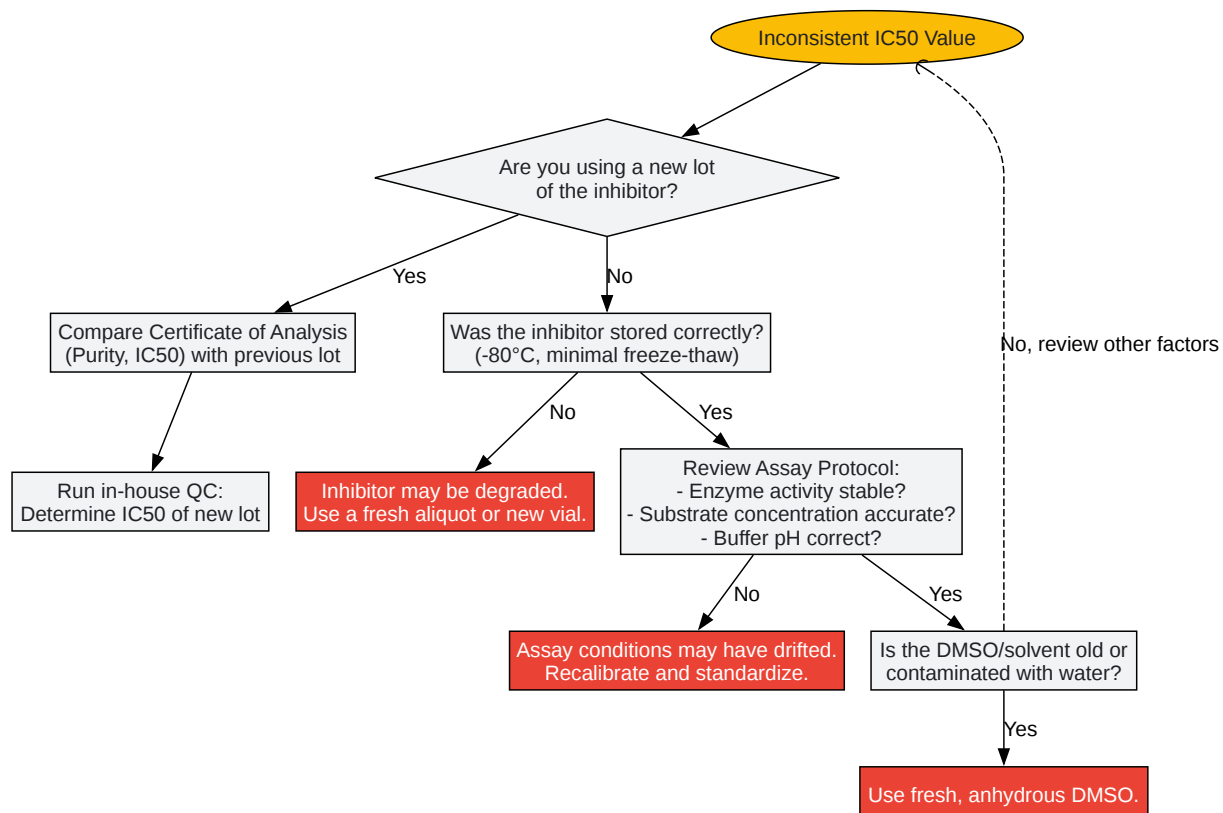 Inconsistent IC50 Value
Are you using a new lot
of the inhibitor?
Yes
No
Compare Certificate of Analysis
(Purity, IC50) with previous lot
Was the inhibitor stored correctly?
(-80°C, minimal freeze-thaw)
No, review other factors
No
Yes
Run in-house QC:
Determine IC50 of new lot
Inhibitor may be degraded.
Use a fresh aliquot or new vial.
Review Assay Protocol:
- Enzyme activity stable?
- Substrate concentration accurate?
- Buffer pH correct?
No
Yes
Assay conditions may have drifted.
Recalibrate and standardize.
Is the DMSO/solvent old or
contaminated with water?
Yes
Use fresh, anhydrous DMSO.